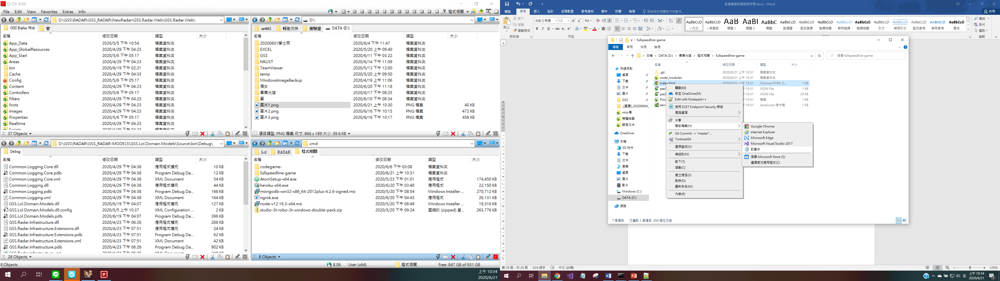 Q-Dir 8.06
File Edit View Favorites Extras Info
程式相關
D:\GSS\RADAR\GSS_RADAR\NewRadar\GSS.Radar.Web\GSS.Radar.Web\
GSS.Radar.Web 豪
名稱 修改日期 類型 大小
App_Data 2020/5/5 下午 10:54 檔案資料夾
App_GlobalResources 2020/4/29 下午 04:23 檔案資料夾
App_Start 2020/5/6 下午 05:17 檔案資料夾
Areas 2020/4/29 下午 04:23 檔案資料夾
bin 2020/6/19 下午 02:21 檔案資料夾
Cache 2020/4/29 下午 04:33 檔案資料夾
Config 2020/5/6 下午 05:17 檔案資料夾
Content 2020/4/29 下午 04:23 檔案資料夾
Controllers 2020/5/6 下午 05:17 檔案資料夾
Filters 2020/4/29 下午 04:23 檔案資料夾
fonts 2020/4/29 下午 04:23 檔案資料夾
Images 2020/4/29 下午 04:23 檔案資料夾
Properties 2020/5/6 下午 05:17 檔案資料夾
Realtime 2020/4/29 下午 04:23 檔案資料夾
Scripts 2020/4/29 下午 04:23 檔案資料夾
37 Objects
D:\
net461 報告文件 實驗室 DATA (D:)
名稱 修改日期 類型 大小
20200601學士照 2020/6/4 下午 11:47 檔案資料夾
EXCEL 2020/5/20 上午 09:40 檔案資料夾
GSS 2020/6/11 下午 03:22 檔案資料夾
NKUST 2020/6/14 下午 11:09 檔案資料夾
TeamViewer 2020/5/13 下午 12:00 檔案資料夾
temp 2020/5/20 上午 09:50 檔案資料夾
WindowsImageBackup 2020/4/19 上午 11:06 檔案資料夾
倩女 2020/6/20 上午 11:18 檔案資料夾
畢業光碟 2020/6/17 下午 08:25 檔案資料夾
豪 2020/6/10 下午 08:34 檔案資料夾
圖片1.png 2020/6/21 上午 10:30 PNG 檔案 40 KB
圖片2.png 2020/6/16 下午 10:15 PNG 檔案 472 KB
圖片3.png 2020/6/16 下午 10:17 PNG 檔案 458 KB
項目類型: PNG 檔案 尺寸: 866 x 189 大小: 39.6 KB
D:\GSS\RADAR\GSS_RADAR-MODELS\GSS.Lol.Domain.Models\Source\bin\Debug\
Debug
名稱 修改日期 類型 大小
Common.Logging.Core.dll 2020/4/29 下午 04:38 應用程式擴充 10 KB
Common.Logging.Core.pdb 2020/4/29 下午 04:38 Program Debug Da... 12 KB
Common.Logging.Core.xml 2020/4/29 下午 04:38 XML Document 54 KB
Common.Logging.dll 2020/4/29 下午 04:38 應用程式擴充 44 KB
Common.Logging.pdb 2020/4/29 下午 04:38 Program Debug Da... 166 KB
Common.Logging.xml 2020/4/29 下午 04:38 XML Document 164 KB
GSS.Lol.Domain.Models.dll 2020/6/19 下午 04:07 應用程式擴充 127 KB
GSS.Lol.Domain.Models.dll.config 2020/5/5 上午 10:37 XML Configuration ... 2 KB
GSS.Lol.Domain.Models.pdb 2020/6/19 下午 04:07 Program Debug Da... 396 KB
GSS.Radar.Infrastructure.dll 2020/4/23 下午 06:26 應用程式擴充 266 KB
GSS.Radar.Infrastructure.Extensions.dll 2020/4/23 下午 07:51 應用程式擴充 24 KB
GSS.Radar.Infrastructure.Extensions.pdb 2020/4/23 下午 07:51 Program Debug Da... 62 KB
GSS.Radar.Infrastructure.Extensions.xml 2020/4/23 下午 07:51 XML Document 42 KB
GSS.Radar.Infrastructure.pdb 2020/4/23 下午 06:26 Program Debug Da... 902 KB
28 Objects
cmd
Lol RADAR 程式相關
名稱 修改日期 類型 大小
codegame- 2020/6/6 下午 03:08 檔案資料夾
fullspeedline-game 2020/6/21 上午 10:31 檔案資料夾
AtomSetup-x64.exe 2020/5/23 下午 01:01 應用程式 174,450 KB
heroku-x64.exe 2020/6/20 下午 03:40 應用程式 22,150 KB
mongodb-win32-x86_64-2012plus-4.2.6-signed.msi 2020/5/20 下午 08:54 Windows Installer ... 270,712 KB
ngrok.exe 2020/6/20 下午 04:43 應用程式 26,131 KB
node-v12.16.3-x64.msi 2020/5/20 下午 08:49 Windows Installer ... 19,316 KB
studio-3t-robo-3t-windows-double-pack.zip 2020/5/20 下午 09:24 壓縮的 (zipped) 資... 263,776 KB
8 Objects
8 Objects 8.06 User (x64) 程式相關 Free: 847 GB of 931 GB
上午 10:34
2020/6/21
全速衝線安裝說明手冊.docx - Word
檔案 常用 插入 設計 版面配置 參考資料 郵件 校閱 檢視 告訴我您想要執行的動作... 共用
貼上 剪下 複製 複製格式
剪貼簿
微軟正黑體 12
字型
AaBbCcD 內文
AaBbCcD 無間距
AaB 標題 1
AaBl 標題 2
AaBbC 標題
AaBbCcD 副標題
AaBbCcD 區別強調
AaBbCcD 強調斜體
AaBbCcD 鮮明強調
AaBbCcD 強調粗體
AaBbCcD 引文
AaBbCcD 鮮明引文
AaBbCcD 區別參考
AaBbCcD 鮮明參考
AaBbCcD 書名
尋找
取代
選取
編輯
fullspeedline-game
檔案 常用 共用 檢視
本機 DATA (D:) 畢業光碟 程式相關 fullspeedline-game 搜尋 fullspeedline-game
名稱 修改日期 類型 大小
快速存取
桌面
下載
文件
圖片
GSS
_[重要]_20200604_
visio檔
專題結案
報告文件
OneDrive
本機
3D 物件
下載
文件
音樂
桌面
圖片
影片
Windows (C:)
DATA (D:)
網路
.git 2020/6/21 上午 10:31 檔案資料夾
node_modules 2020/6/21 上午 10:31 檔案資料夾
index.html 2020/6/21 上午 10:31 Chrome HTML D... 1 KB
pac 上午 10:31 JSON File 1 KB
pac 上午 10:31 JSON File 35 KB
Proc 上午 10:31 檔案 1 KB
serv 上午 10:31 JavaScript 指令檔 1 KB
開啟(O)
移至 OneDrive(M)
Edit with Notepad++
使用 ESET Endpoint Security 掃描
進階選項
分享
開啟檔案(H)
Git Commit -> "master"...
TortoiseGit
還原舊版(V)
傳送到(N)
剪下(T)
複製(C)
建立捷徑(S)
刪除(D)
重新命名(M)
內容(R)
Google Chrome
Internet Explorer
Microsoft Edge
Microsoft Visual Studio 2017
記事本
搜尋 Microsoft Store (S)
選擇其他應用程式(C)
7 個項目 已選取 1 個項目 354 個位元組
第 29 頁，共 29 頁 824 個字 中文 (台灣) 120%
英
上午 10:34
2020/6/21